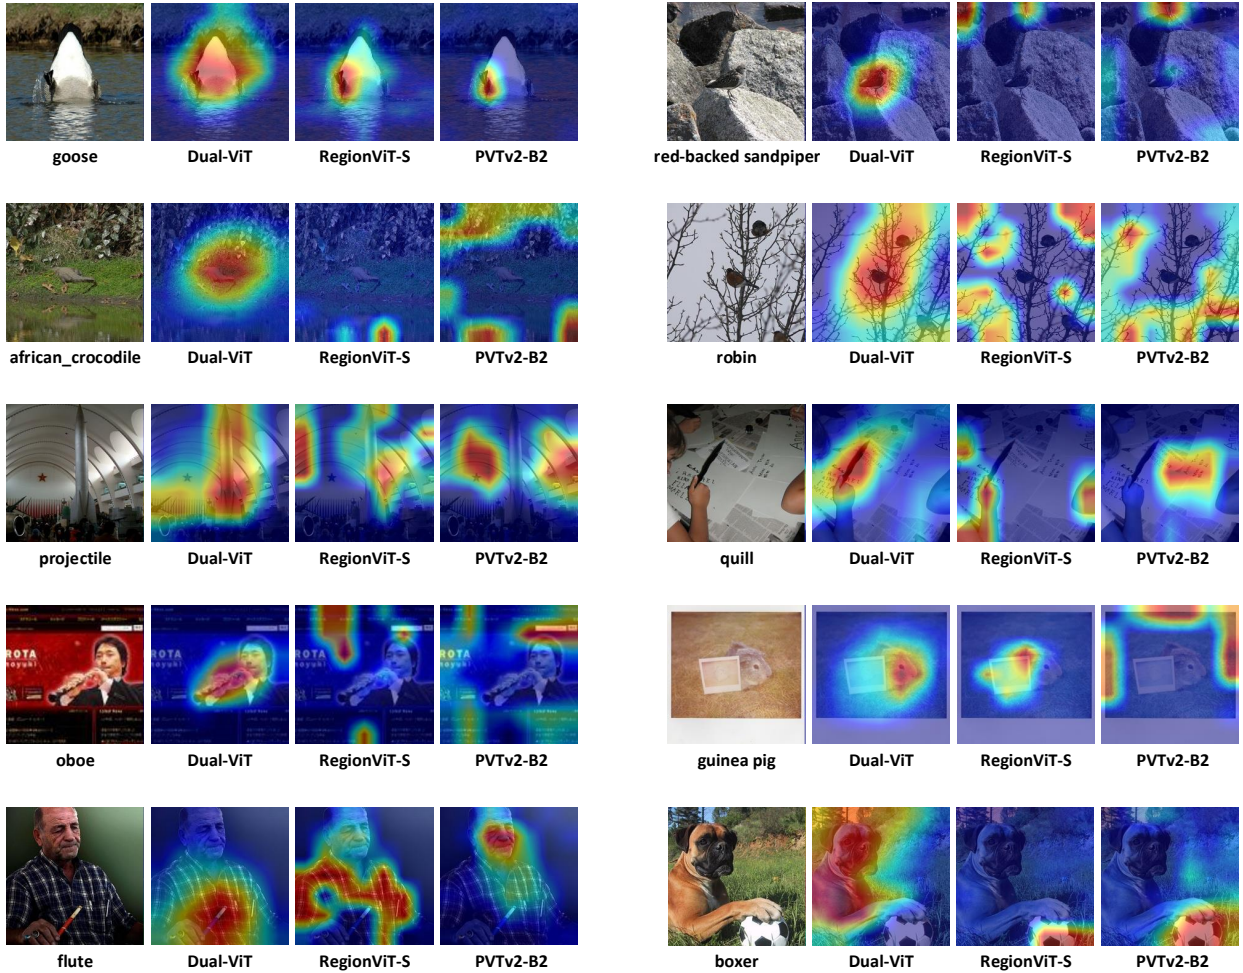 goose Dual-ViT RegionViT-S PVTv2-B2
red-backed sandpiper Dual-ViT RegionViT-S PVTv2-B2
african_crocodile Dual-ViT RegionViT-S PVTv2-B2
robin Dual-ViT RegionViT-S PVTv2-B2
projectile Dual-ViT RegionViT-S PVTv2-B2
quill Dual-ViT RegionViT-S PVTv2-B2
ROTA
oboe Dual-ViT RegionViT-S PVTv2-B2
guinea pig Dual-ViT RegionViT-S PVTv2-B2
flute Dual-ViT RegionViT-S PVTv2-B2
boxer Dual-ViT RegionViT-S PVTv2-B2